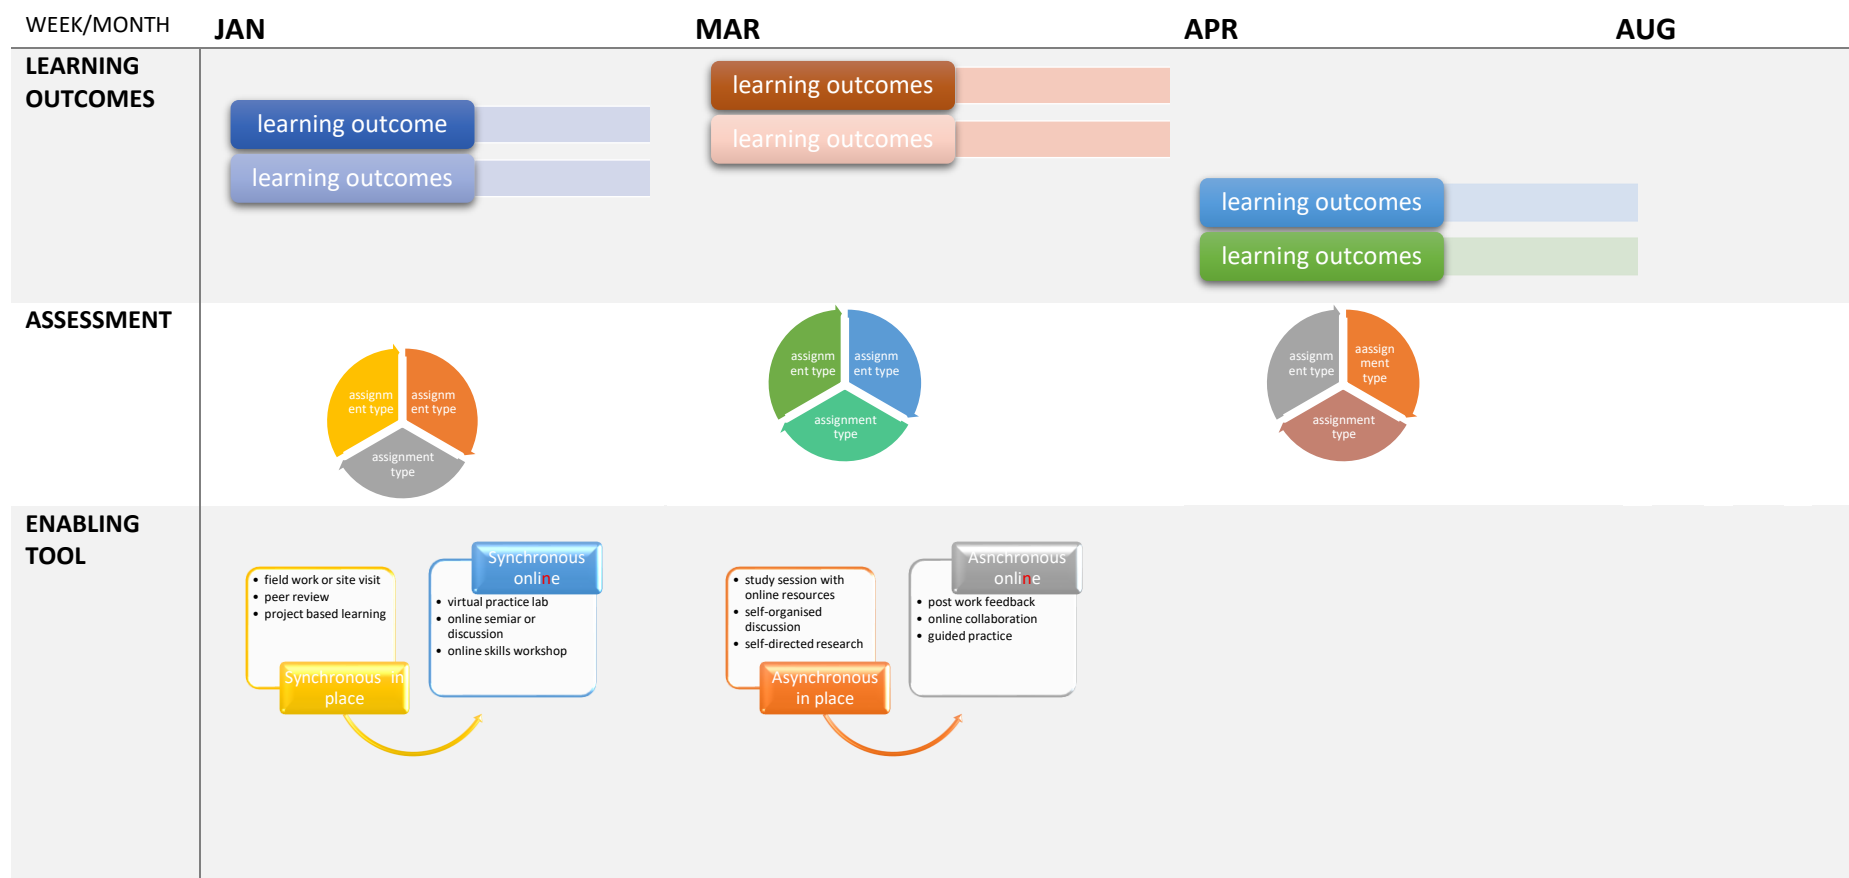 WEEK/MONTH
JAN
MAR
APR
AUG
LEARNING
OUTCOMES
learning outcome
learning outcomes
learning outcomes
learning outcomes
learning outcomes
learning outcomes
ASSESSMENT
assignm
ent type
assignm
ent type
assignment
type
assignm
ent type
assignm
ent type
assignment
type
assignm
ent type
aassign
ment
type
assignment
type
ENABLING
TOOL
• field work or site visit
• peer review
• project based learning
Synchronous in
place
Synchronous
online
• virtual practice lab
• online semiar or
discussion
• online skills workshop
• study session with
online resources
• self-organised
discussion
• self-directed research
Asynchronous
in place
Asnchronous
online
• post work feedback
• online collaboration
• guided practice